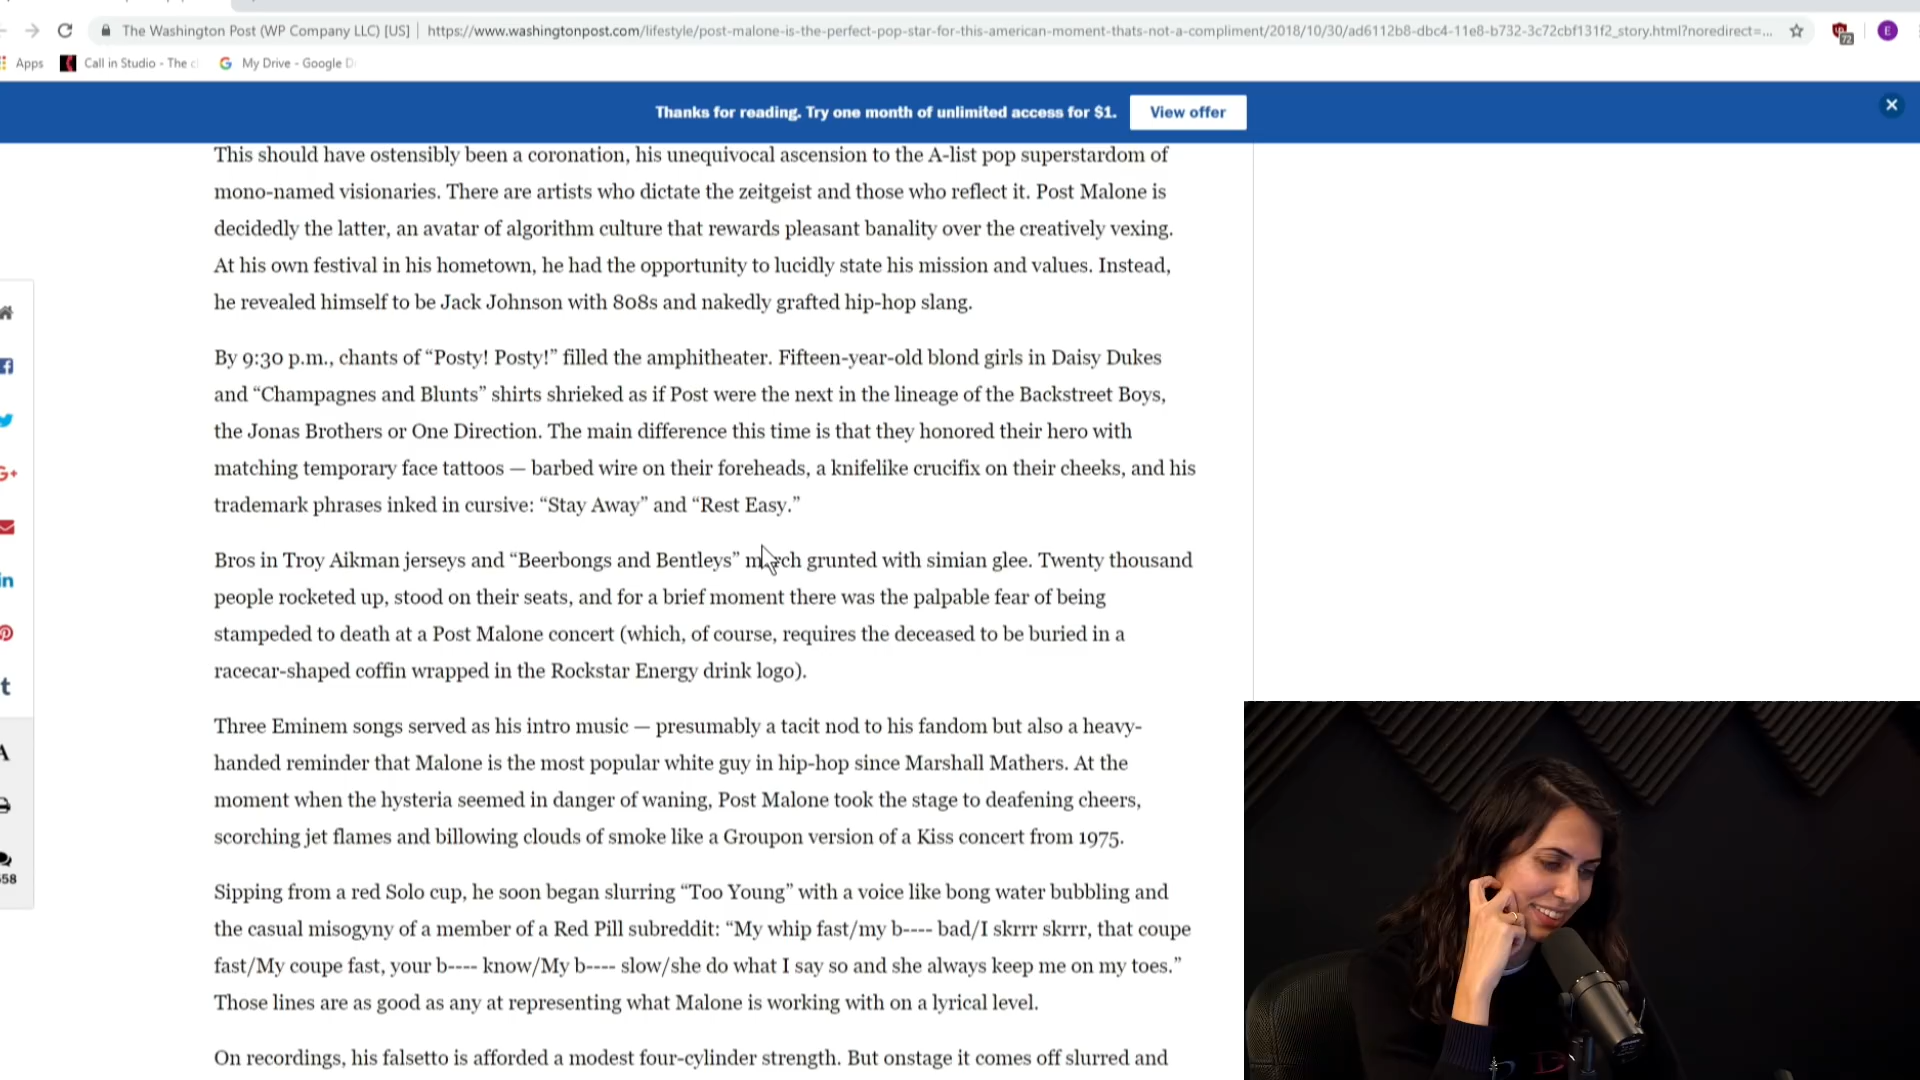 The Washington Post (WP Company LLC) [US] | https://www.washingtonpost.com/lifestyle/post-malone-is-the-perfect-pop-star-for-this-american-moment-thats-not-a-compliment/2018/10/30/ad6112b8-dbc4-11e8-b732-3c72cbf131f2_story.html?noredirect=...
72
E
Apps
Call in Studio - The c
My Drive - Google D
Thanks for reading. Try one month of unlimited access for $1.
View offer
This should have ostensibly been a coronation, his unequivocal ascension to the A-list pop superstardom of
mono-named visionaries. There are artists who dictate the zeitgeist and those who reflect it. Post Malone is
decidedly the latter, an avatar of algorithm culture that rewards pleasant banality over the creatively vexing.
At his own festival in his hometown, he had the opportunity to lucidly state his mission and values. Instead,
he revealed himself to be Jack Johnson with 808s and nakedly grafted hip-hop slang.
By 9:30 p.m., chants of “Posty! Posty!” filled the amphitheater. Fifteen-year-old blond girls in Daisy Dukes
and “Champagnes and Blunts” shirts shrieked as if Post were the next in the lineage of the Backstreet Boys,
the Jonas Brothers or One Direction. The main difference this time is that they honored their hero with
matching temporary face tattoos — barbed wire on their foreheads, a knifelike crucifix on their cheeks, and his
trademark phrases inked in cursive: “Stay Away” and “Rest Easy.”
Bros in Troy Aikman jerseys and “Beerbongs and Bentleys” merch grunted with simian glee. Twenty thousand
people rocketed up, stood on their seats, and for a brief moment there was the palpable fear of being
stampeded to death at a Post Malone concert (which, of course, requires the deceased to be buried in a
racecar-shaped coffin wrapped in the Rockstar Energy drink logo).
Three Eminem songs served as his intro music — presumably a tacit nod to his fandom but also a heavy-
handed reminder that Malone is the most popular white guy in hip-hop since Marshall Mathers. At the
moment when the hysteria seemed in danger of waning, Post Malone took the stage to deafening cheers,
scorching jet flames and billowing clouds of smoke like a Groupon version of a Kiss concert from 1975.
Sipping from a red Solo cup, he soon began slurring “Too Young” with a voice like bong water bubbling and
the casual misogyny of a member of a Red Pill subreddit: “My whip fast/my b---- bad/I skrrr skrrr, that coupe
fast/My coupe fast, your b---- know/My b---- slow/she do what I say so and she always keep me on my toes.”
Those lines are as good as any at representing what Malone is working with on a lyrical level.
On recordings, his falsetto is afforded a modest four-cylinder strength. But onstage it comes off slurred and